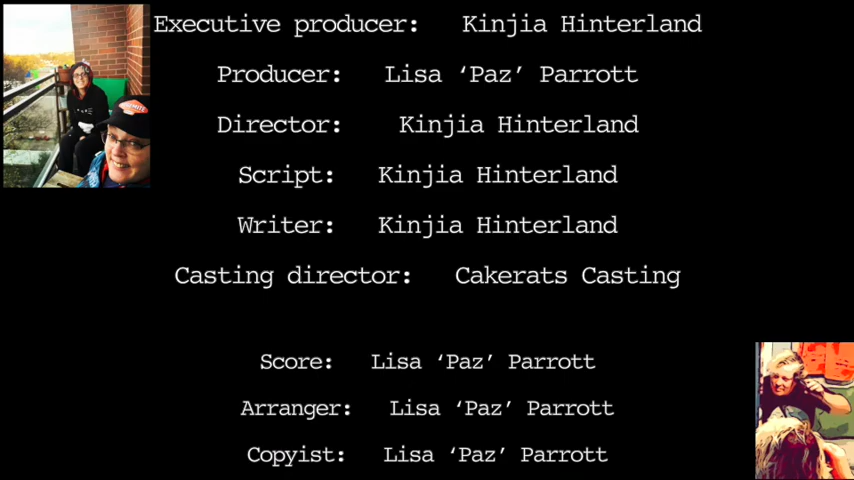 Executive producer: Kinjia Hinterland
Producer: Lisa ‘Paz’ Parrott
Director: Kinjia Hinterland
Script: Kinjia Hinterland
Writer: Kinjia Hinterland
Casting director: Cakerats Casting
Score: Lisa ‘Paz’ Parrott
Arranger: Lisa ‘Paz’ Parrott
Copyist: Lisa ‘Paz’ Parrott